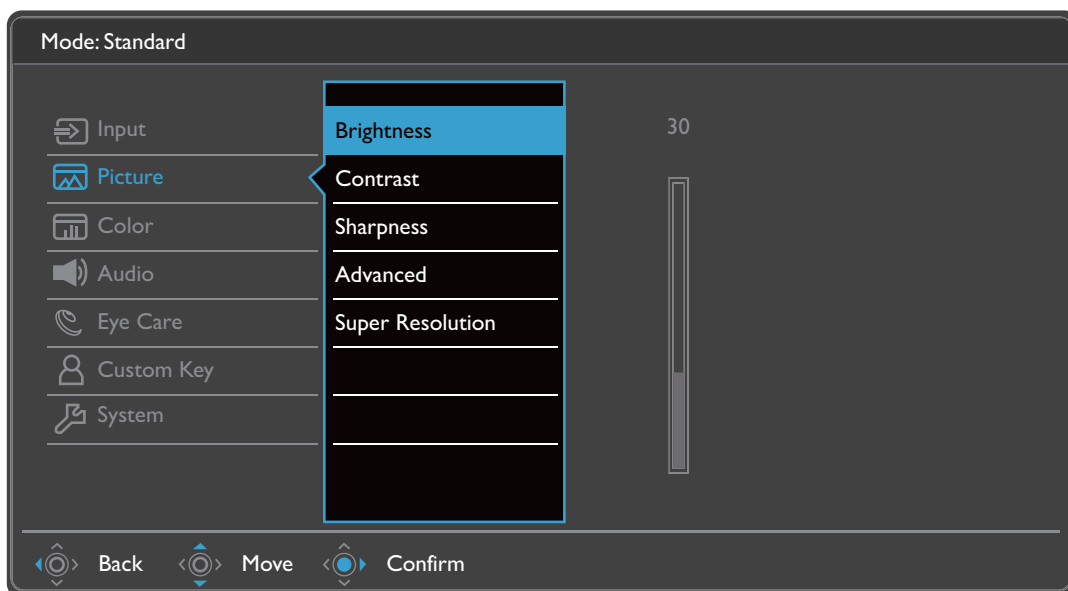 Mode: Standard
Input
Picture
Color
Audio
Eye Care
Custom Key
System
Brightness
Contrast
Sharpness
Advanced
Super Resolution
30
Back Move Confirm